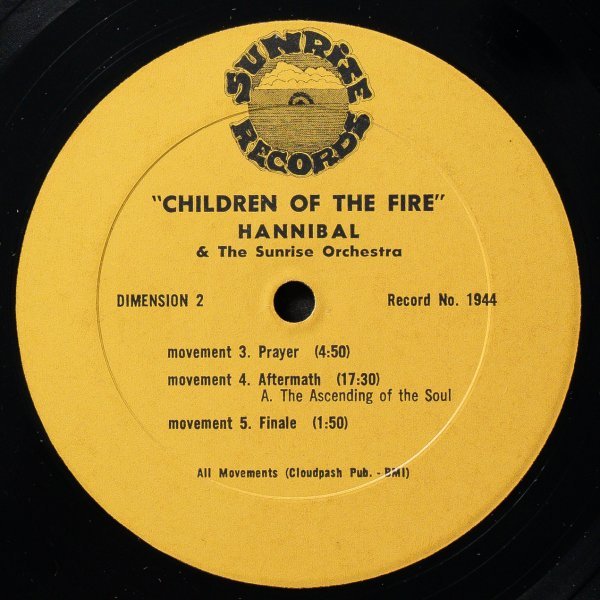 SUNRISE
RECORDS
"CHILDREN OF THE FIRE"
HANNIBAL
& The Sunrise Orchestra
DIMENSION 2
Record No. 1944
movement 3. Prayer (4:50)
movement 4. Aftermath (17:30)
A. The Ascending of the Soul
movement 5. Finale (1:50)
All Movements (Cloudpash Pub. - BMI)